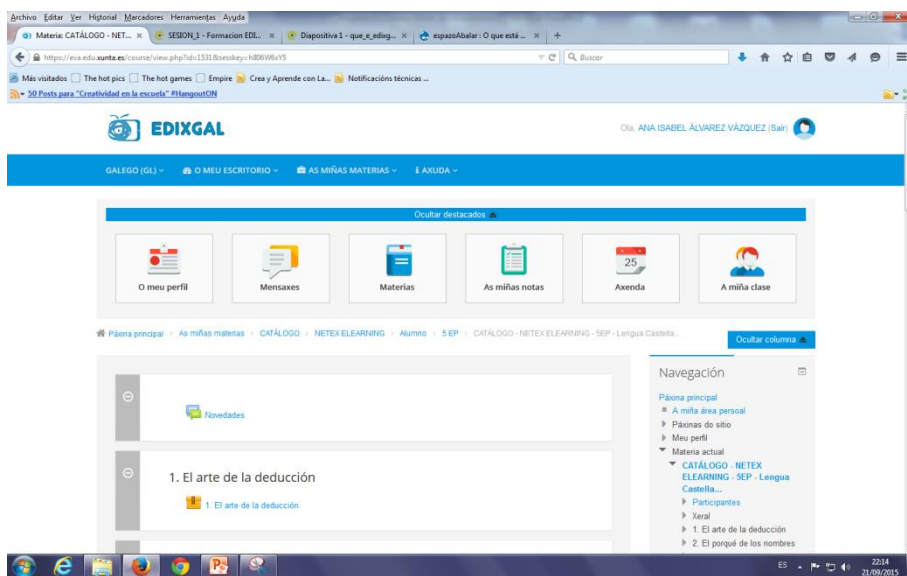 Archivo Editar Ver Historial Marcadores Herramientas Ayuda
Materia: CATÁLOGO - NET... × SESION_1 - Formacion EDI... × Diapositiva 1 - que_e_edixg... × espazoAbalar : O que está ... × +
https://eva.edu.xunta.es/course/view.php?id=1531&sesskey=hII06W6xY5 Buscar
Más visitados The hot pics The hot games Empire Crea y Aprende con La... Notificacións técnicas ...
50 Posts para "Creatividad en la escuela" #HangoutON
EDIXGAL
Ola, ANA ISABEL ÁLVAREZ VÁZQUEZ (Saír)
GALEGO (GL) O MEU ESCRITORIO AS MIÑAS MATERIAS AXUDA
Ocultar destacados
25
O meu perfil Mensaxes Materias As miñas notas Axenda A miña clase
Páxina principal As miñas materias CATÁLOGO NETEX ELEARNING Alumno 5 EP CATÁLOGO - NETEX ELEARNING - 5EP - Lengua Castella...
Ocultar columna
Novedades
1. El arte de la deducción
1. El arte de la deducción
Navegación
Páxina principal
A miña área persoal
Páxinas do sitio
Meu perfil
Materia actual
CATÁLOGO - NETEX
ELEARNING - 5EP - Lengua
Castella...
Participantes
Xeral
1. El arte de la deducción
2. El porqué de los nombres
ES 22:14
21/09/2015